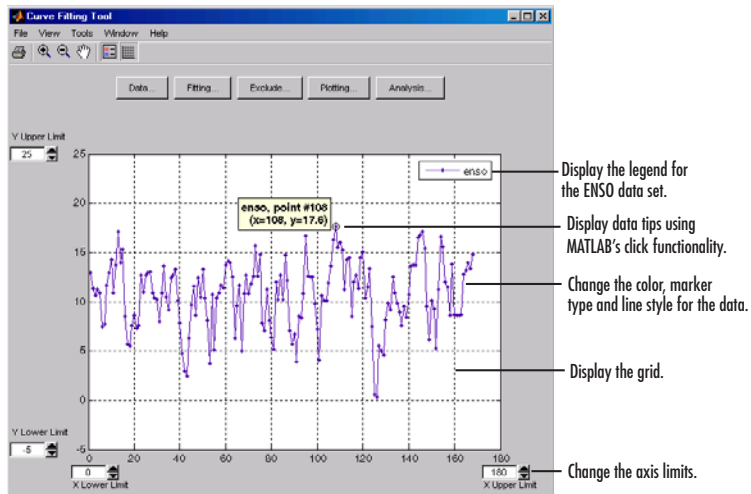 Curve Fitting Tool
File View Tools Window Help
Data... Fitting... Exclude... Plotting... Analysis...
Y Upper Limit
25
25
20
15
10
5
0
-5
enso
enso, point #108
(x=108, y=17.6)
Display the legend for
the ENSO data set.
Display data tips using
MATLAB's click functionality.
Change the color, marker
type and line style for the data.
Display the grid.
Y Lower Limit
-5
0 20 40 60 80 100 120 140 160 180
0
X Lower Limit
180
X Upper Limit
Change the axis limits.